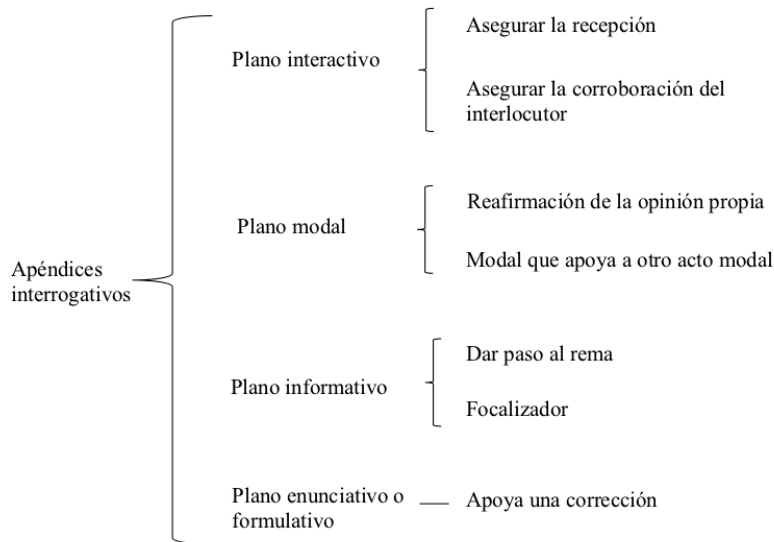 Apéndices
interrogativos
Plano interactivo
Asegurar la recepción
Asegurar la corroboración del
interlocutor
Plano modal
Reafirmación de la opinión propia
Modal que apoya a otro acto modal
Plano informativo
Dar paso al rema
Focalizador
Plano enunciativo o
formulativo
Apoya una corrección